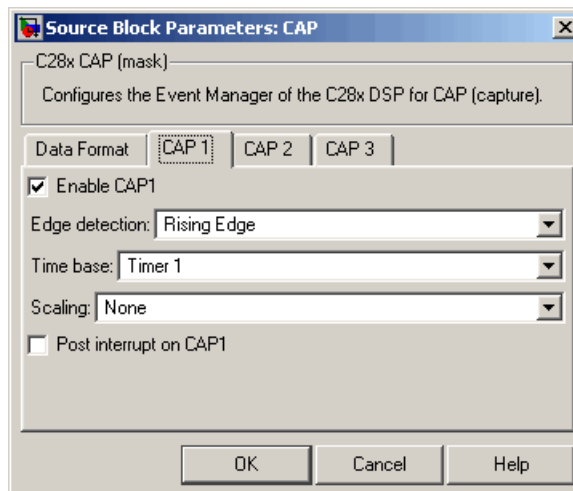 Source Block Parameters: CAP
C28x CAP (mask)
Configures the Event Manager of the C28x DSP for CAP (capture).
Data Format CAP 1 CAP 2 CAP 3
Enable CAP1
Edge detection: Rising Edge
Time base: Timer 1
Scaling: None
Post interrupt on CAP1
OK Cancel Help